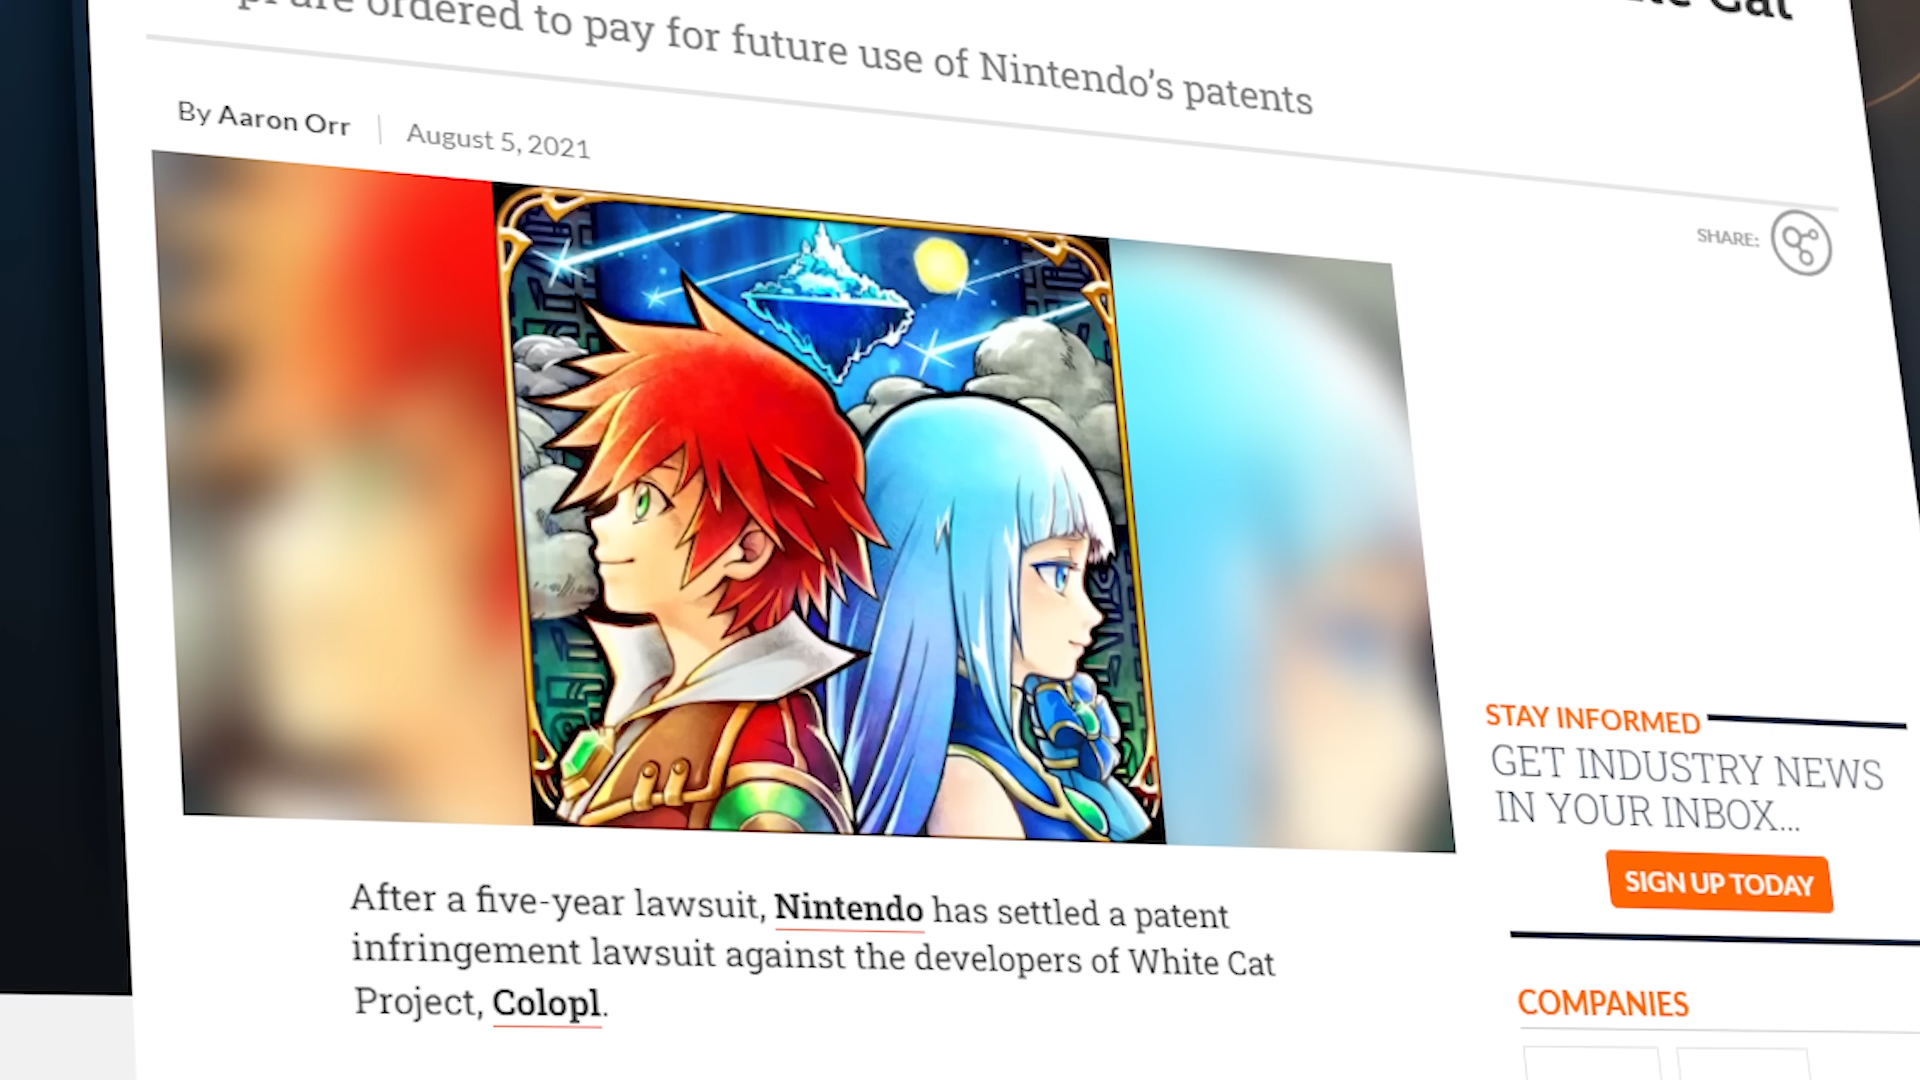 Cat
are ordered to pay for future use of Nintendo's patents
By Aaron Orr
August 5, 2021
SHARE:
After a five-year lawsuit, Nintendo has settled a patent
infringement lawsuit against the developers of White Cat
Project, Colopl.
STAY INFORMED
GET INDUSTRY NEWS
IN YOUR INBOX...
SIGN UP TODAY
COMPANIES